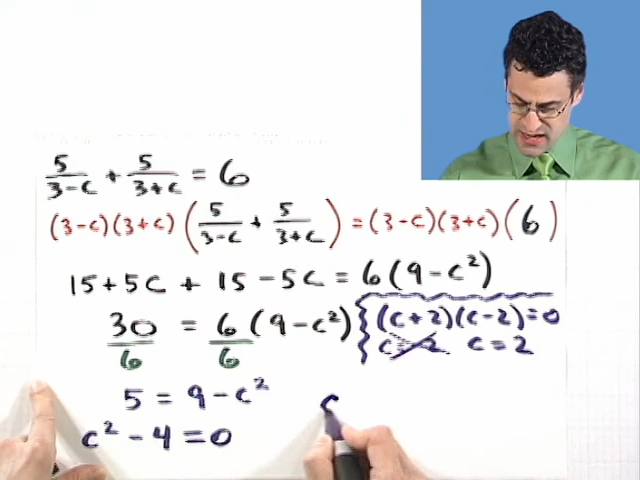 5/(3-c) + 5/(3+c) = 6
(3-c)(3+c) ( 5/(3-c) + 5/(3+c) ) = (3-c)(3+c)(6)
15+5c + 15-5c = 6(9-c²)
30/6 = 6/6 (9-c²)
(c+2)(c-2)=0
c=-2 c=2
5 = 9-c²
c²-4=0
c